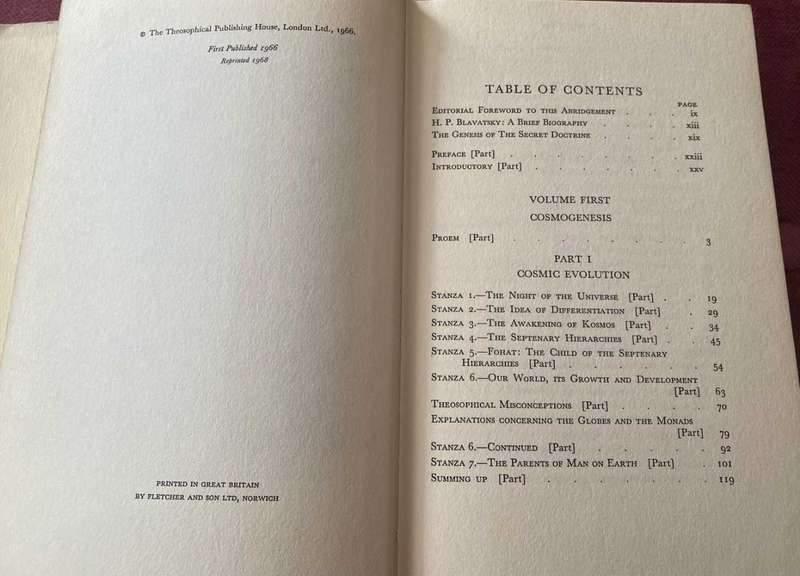 © The Theosophical Publishing House, London Ltd., 1966.
First Published 1966
Reprinted 1968
PRINTED IN GREAT BRITAIN
BY FLETCHER AND SON LTD, NORWICH
TABLE OF CONTENTS
PAGE
Editorial Foreword to this Abridgement . . . ix
H. P. Blavatsky: A Brief Biography . . . . xiii
The Genesis of The Secret Doctrine . . . . xix
Preface [Part] . . . . . . . . xxiii
Introductory [Part] . . . . . . . xxv
VOLUME FIRST
COSMOGENESIS
Proem [Part] . . . . . . . . 3
PART I
COSMIC EVOLUTION
Stanza 1.—The Night of the Universe [Part] . . 19
Stanza 2.—The Idea of Differentiation [Part] . 29
Stanza 3.—The Awakening of Kosmos [Part] . . 34
Stanza 4.—The Septenary Hierarchies [Part] . . 45
Stanza 5.—Fohat: The Child of the Septenary
Hierarchies [Part] . . . . . . 54
Stanza 6.—Our World, its Growth and Development
[Part] 63
Theosophical Misconceptions [Part] . . . . 70
Explanations concerning the Globes and the Monads
[Part] 79
Stanza 6.—Continued [Part] . . . . . 92
Stanza 7.—The Parents of Man on Earth [Part] . 101
Summing up [Part] . . . . . . . 119